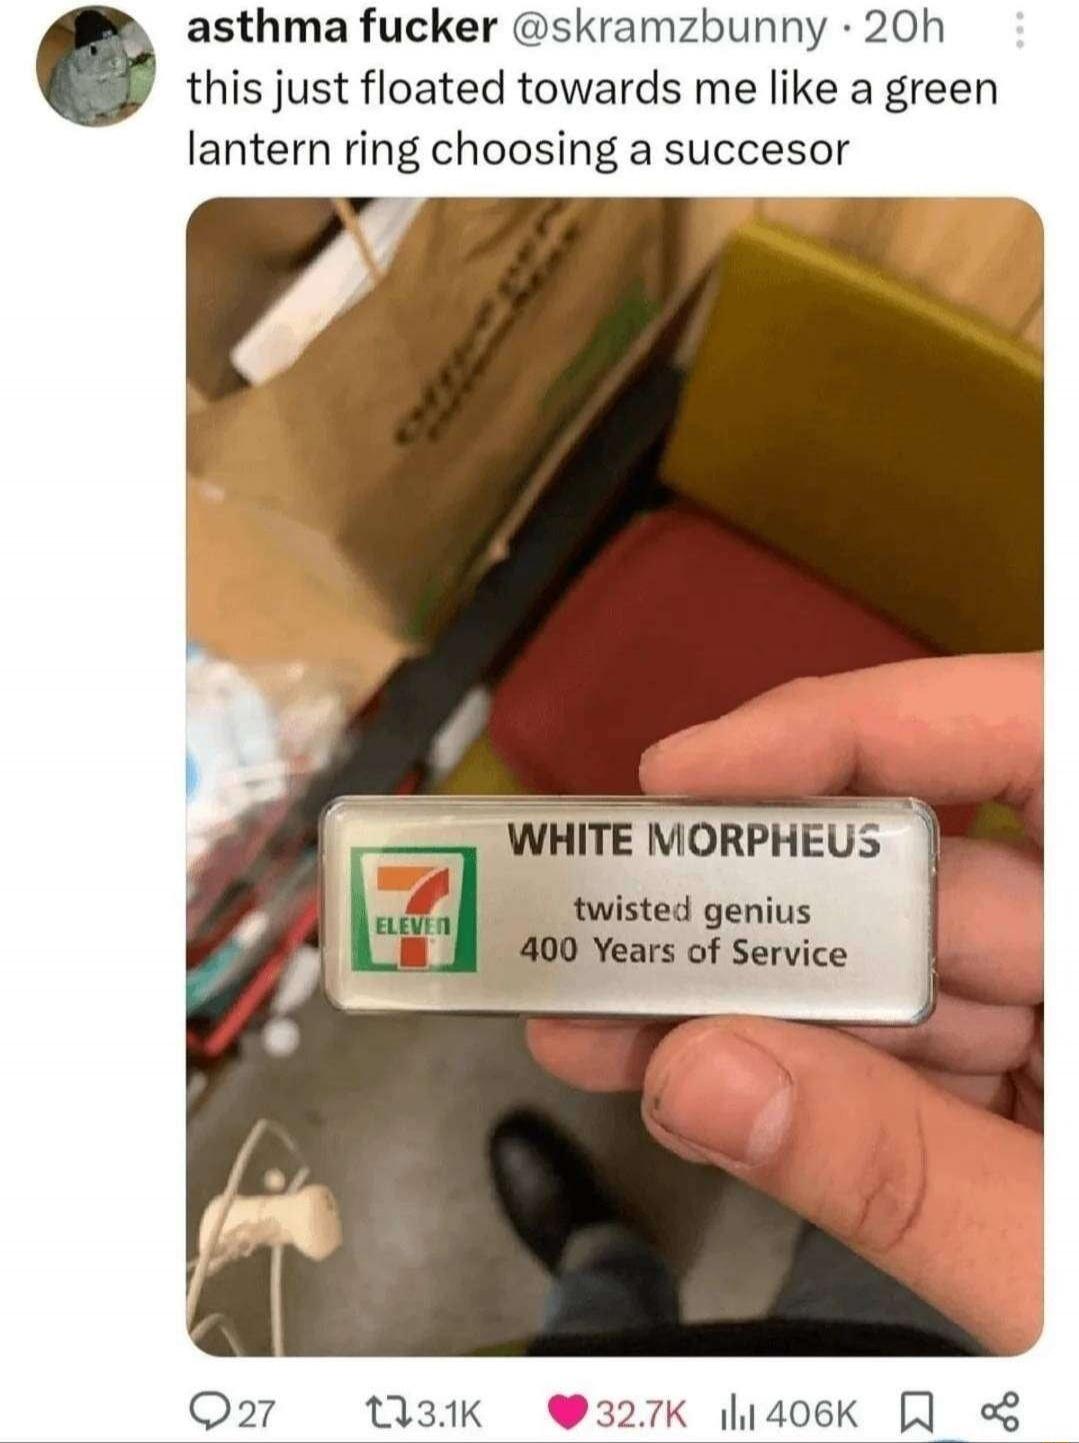 asthma fucker @skramzbunny · 20h
this just floated towards me like a green
lantern ring choosing a succesor
WHITE MORPHEUS
7
ELEVEn
twisted genius
400 Years of Service
27 3.1K 32.7K 406K